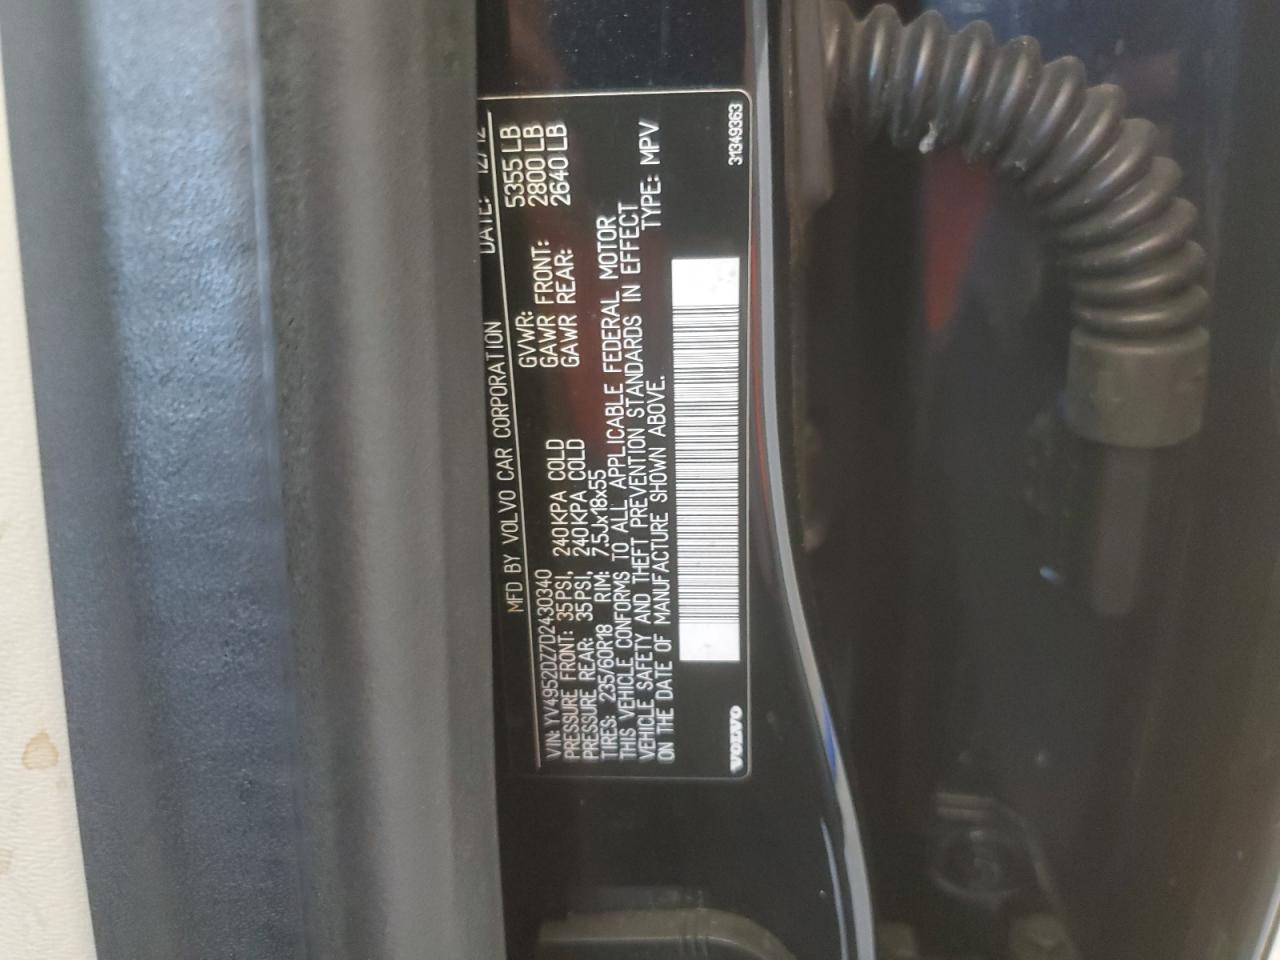 MFD BY VOLVO CAR CORPORATION DATE: 12/12
GVWR: 5355 LB
GAWR FRONT: 2800 LB
GAWR REAR: 2640 LB
VIN: YV4952DZ7D2430340
PRESSURE FRONT: 35PSI, 240KPA COLD
PRESSURE REAR: 35PSI, 240KPA COLD
TIRES: 235/60R18 RIM: 7.5Jx18x55
THIS VEHICLE CONFORMS TO ALL APPLICABLE FEDERAL MOTOR
VEHICLE SAFETY AND THEFT PREVENTION STANDARDS IN EFFECT
ON THE DATE OF MANUFACTURE SHOWN ABOVE. TYPE: MPV
VOLVO 31349363